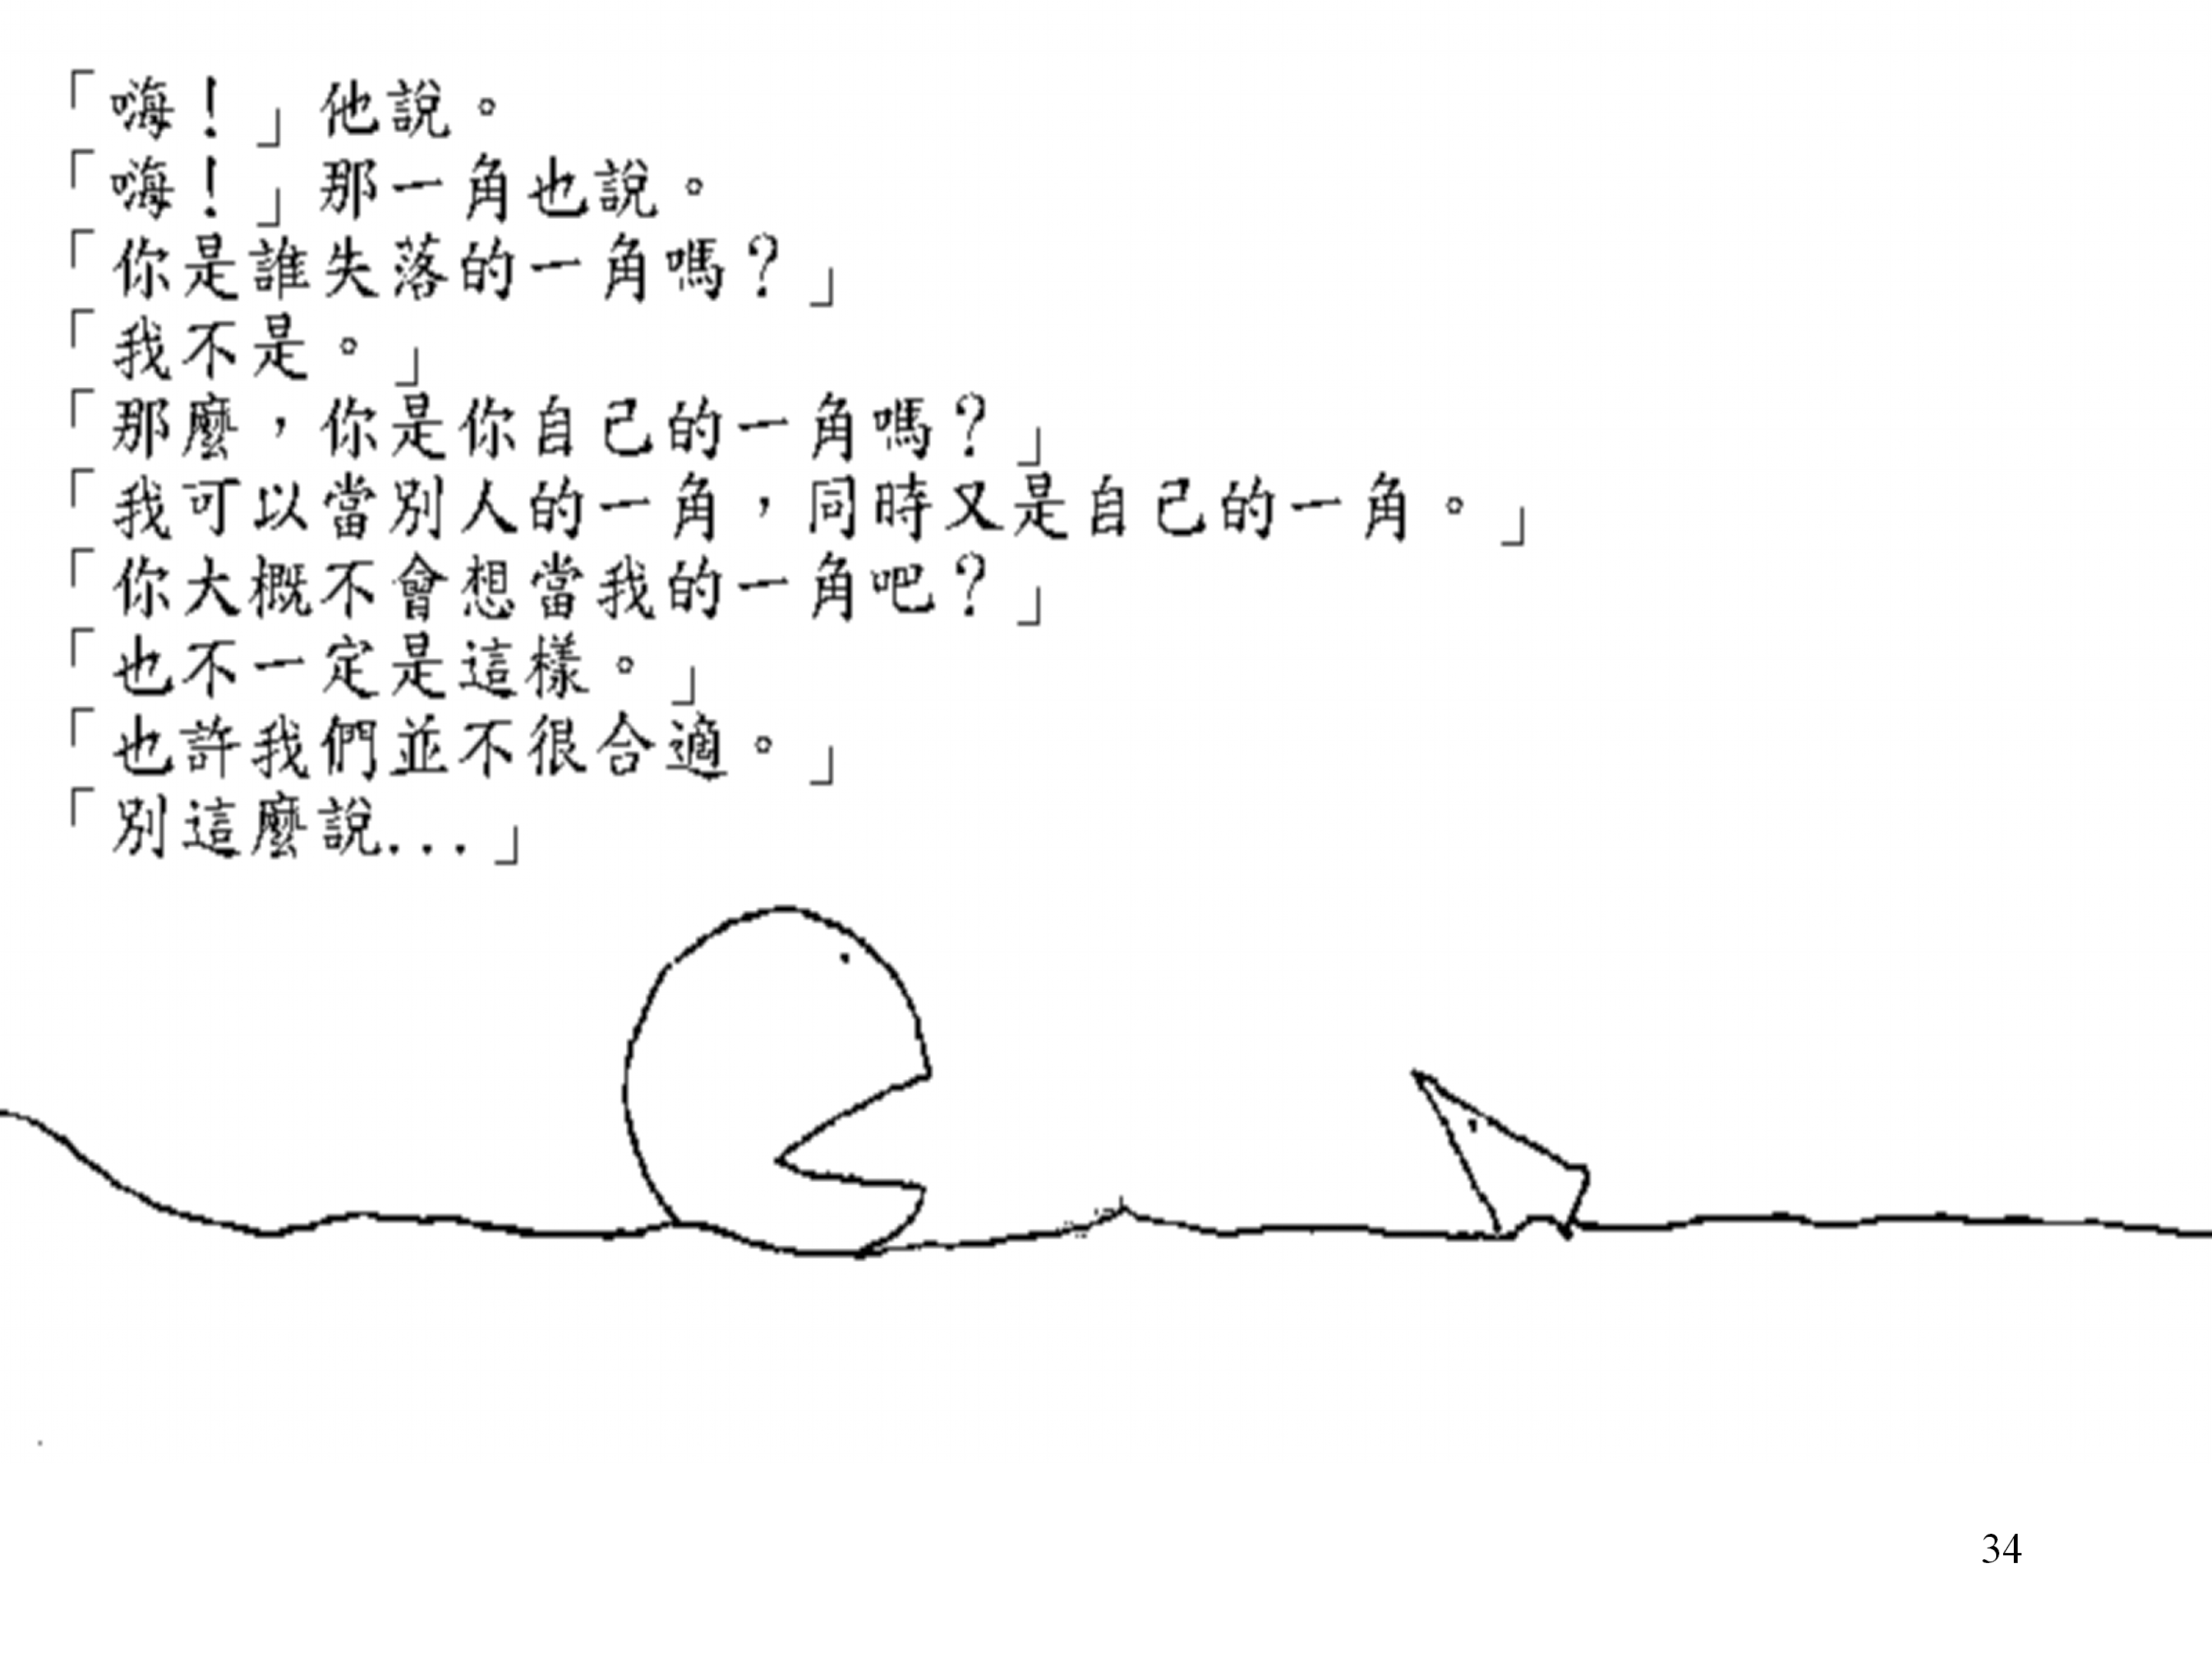 「嗨！」他說。
「嗨！」那一角也說。
「你是誰失落的一角嗎？」
「我不是。」
「那麼，你是你自己的一角嗎？」
「我可以當別人的一角，同時又是自己的一角。」
「你大概不會想當我的一角吧？」
「也不一定是這樣。」
「也許我們並不很合適。」
「別這麼說...」
34